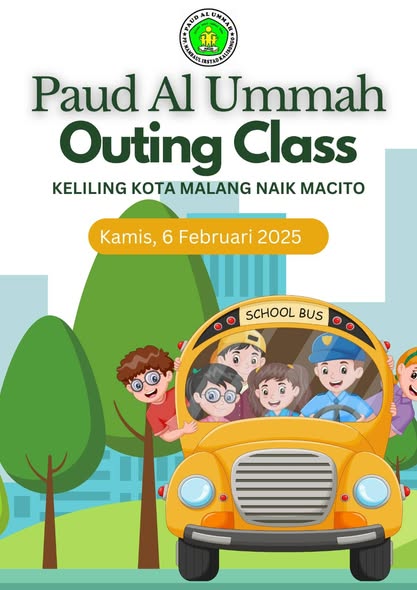 PAUD AL UMMAH
Paud Al Ummah
Outing Class
KELILING KOTA MALANG NAIK MACITO
Kamis, 6 Februari 2025
SCHOOL BUS